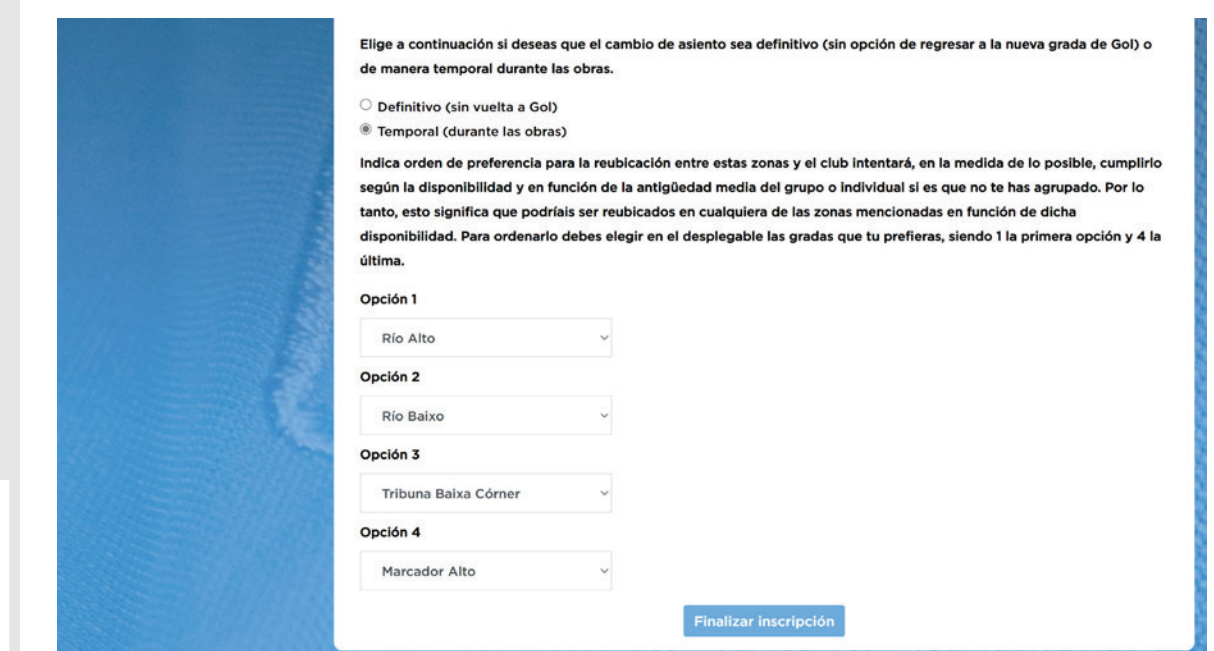 Elige a continuación si deseas que el cambio de asiento sea definitivo (sin opción de regresar a la nueva grada de Gol) o
de manera temporal durante las obras.
Definitivo (sin vuelta a Gol)
Temporal (durante las obras)
Indica orden de preferencia para la reubicación entre estas zonas y el club intentará, en la medida de lo posible, cumplirlo
según la disponibilidad y en función de la antigüedad media del grupo o individual si es que no te has agrupado. Por lo
tanto, esto significa que podríais ser reubicados en cualquiera de las zonas mencionadas en función de dicha
disponibilidad. Para ordenarlo debes elegir en el desplegable las gradas que tu prefieras, siendo 1 la primera opción y 4 la
última.
Opción 1
Río Alto
Opción 2
Río Baixo
Opción 3
Tribuna Baixa Córner
Opción 4
Marcador Alto
Finalizar inscripción